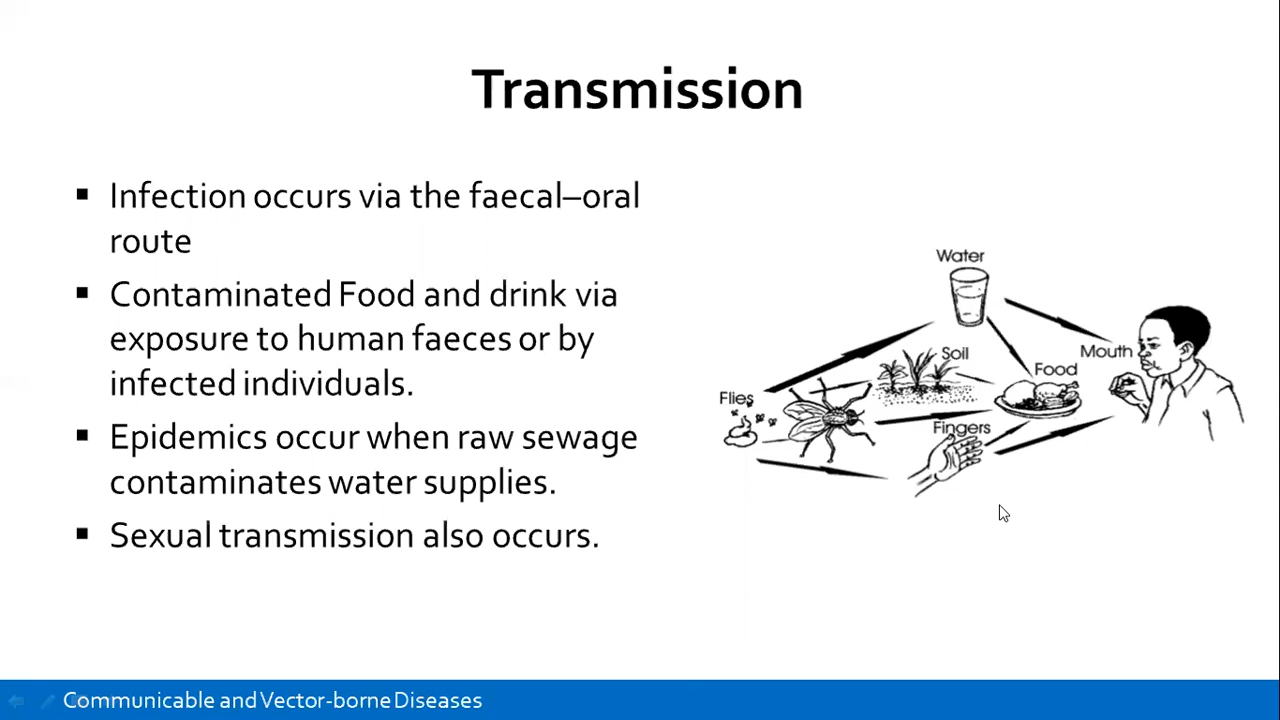 Transmission
▪ Infection occurs via the faecal–oral
route
▪ Contaminated Food and drink via
exposure to human faeces or by
infected individuals.
▪ Epidemics occur when raw sewage
contaminates water supplies.
▪ Sexual transmission also occurs.
Water
Soil
Mouth
Food
Flies
Fingers
Communicable and Vector-borne Diseases